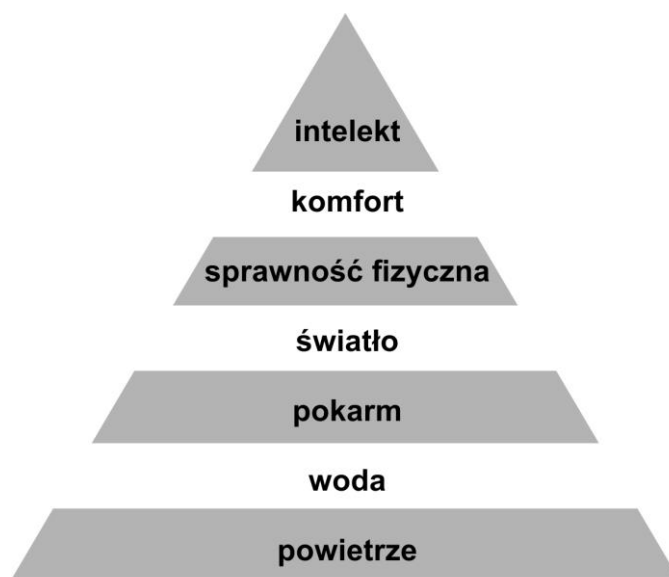 intelekt
komfort
sprawność fizyczna
światło
pokarm
woda
powietrze